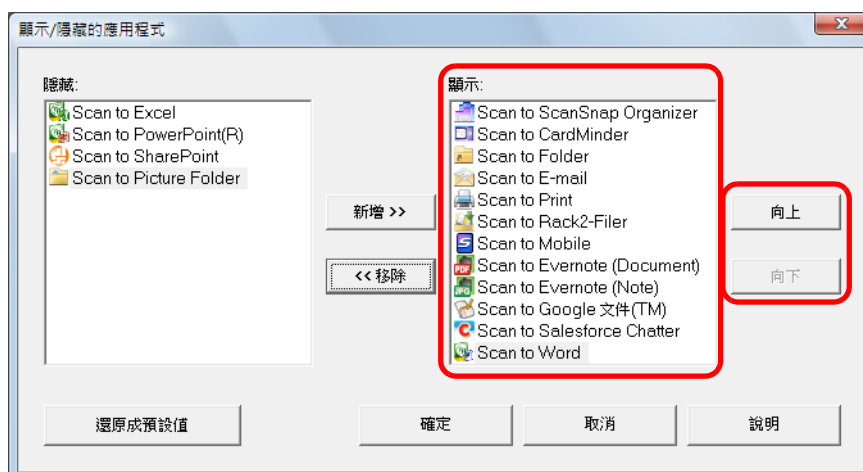 顯示/隱藏的應用程式
隱藏:
Scan to Excel
Scan to PowerPoint(R)
Scan to SharePoint
Scan to Picture Folder
新增 >>
<< 移除
顯示:
Scan to ScanSnap Organizer
Scan to CardMinder
Scan to Folder
Scan to E-mail
Scan to Print
Scan to Rack2-Filer
Scan to Mobile
Scan to Evernote (Document)
Scan to Evernote (Note)
Scan to Google 文件(TM)
Scan to Salesforce Chatter
Scan to Word
向上
向下
還原成預設值
確定
取消
說明